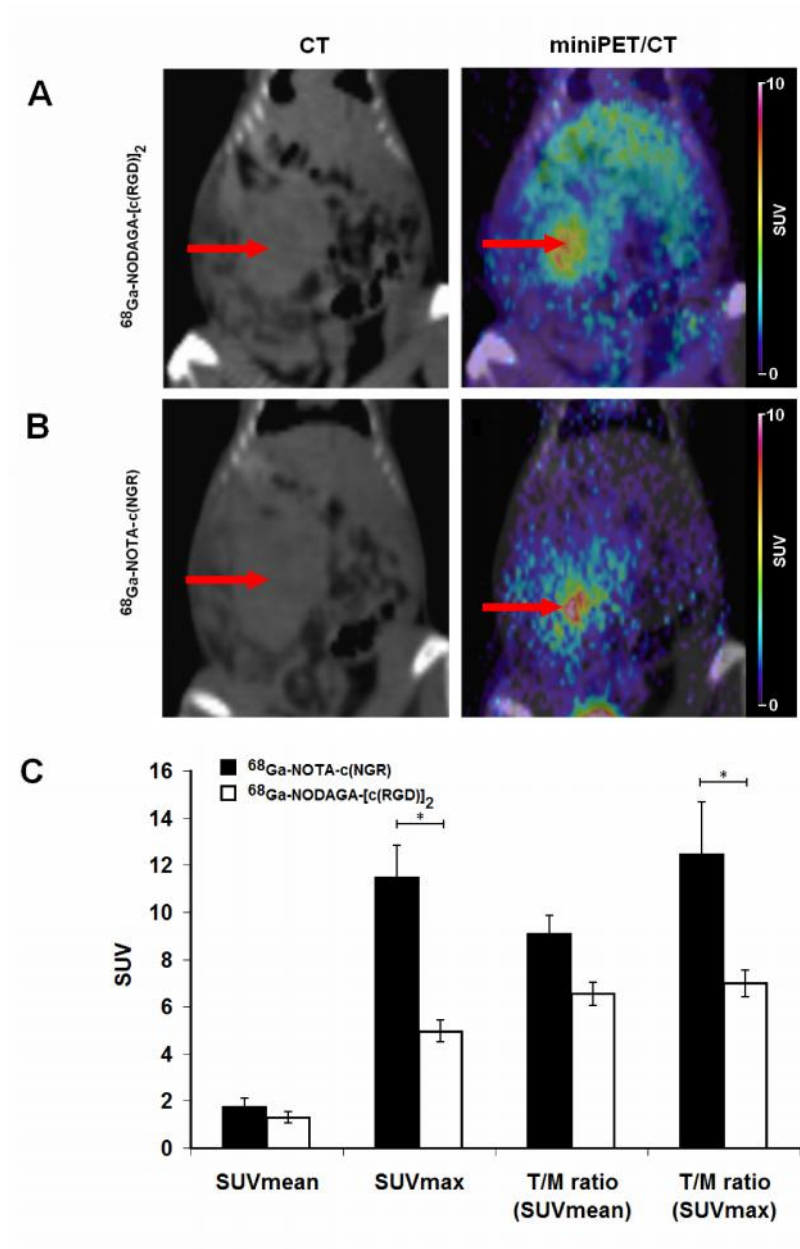 CT miniPET/CT
A
⁶⁸Ga-NODAGA-[c(RGD)]₂
10
SUV
0
B
⁶⁸Ga-NOTA-c(NGR)
10
SUV
0
C
⁶⁸Ga-NOTA-c(NGR)
⁶⁸Ga-NODAGA-[c(RGD)]₂
* *
SUV
16
14
12
10
8
6
4
2
0
SUVmean SUVmax T/M ratio (SUVmean) T/M ratio (SUVmax)